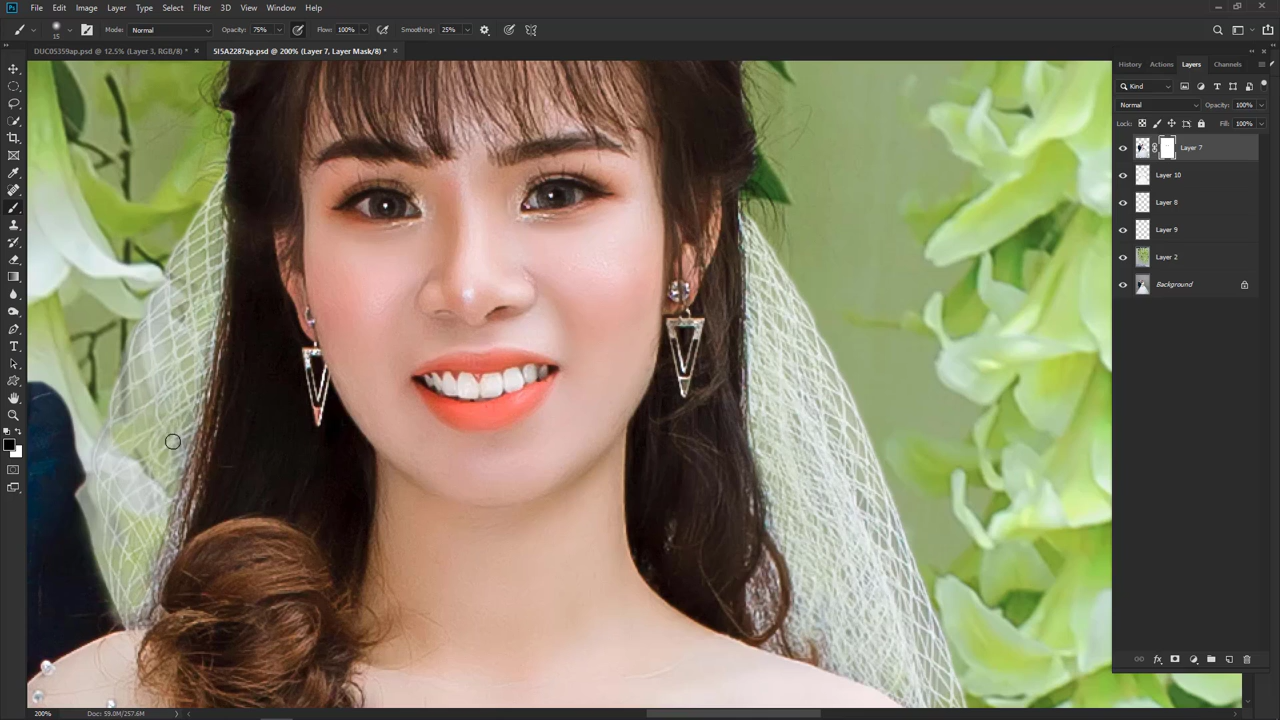 File Edit Image Layer Type Select Filter 3D View Window Help
15 Mode: Normal Opacity: 75% Flow: 100% Smoothing: 25%
DUC05359ap.psd @ 12.5% (Layer 3, RGB/8) * × 5I5A2287ap.psd @ 200% (Layer 7, Layer Mask/8) * ×
History Actions Layers Channels
Kind
Normal Opacity: 100%
Lock: Fill: 100%
Layer 7
Layer 10
Layer 8
Layer 9
Layer 2
Background
200% Doc: 59.0M/257.6M